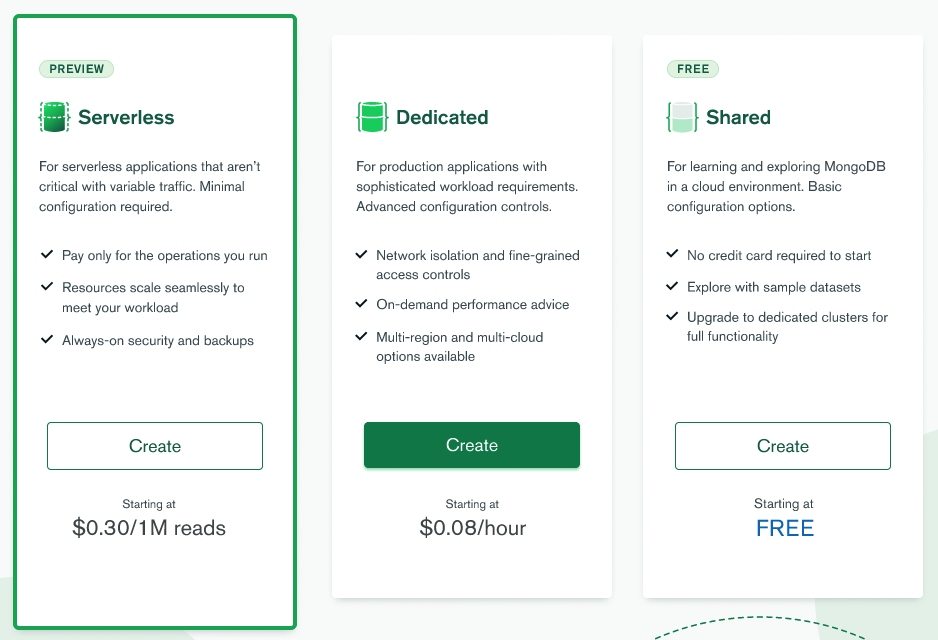 PREVIEW
Serverless
For serverless applications that aren't
critical with variable traffic. Minimal
configuration required.
Pay only for the operations you run
Resources scale seamlessly to
meet your workload
Always-on security and backups
Create
Starting at
$0.30/1M reads
Dedicated
For production applications with
sophisticated workload requirements.
Advanced configuration controls.
Network isolation and fine-grained
access controls
On-demand performance advice
Multi-region and multi-cloud
options available
Create
Starting at
$0.08/hour
FREE
Shared
For learning and exploring MongoDB
in a cloud environment. Basic
configuration options.
No credit card required to start
Explore with sample datasets
Upgrade to dedicated clusters for
full functionality
Create
Starting at
FREE